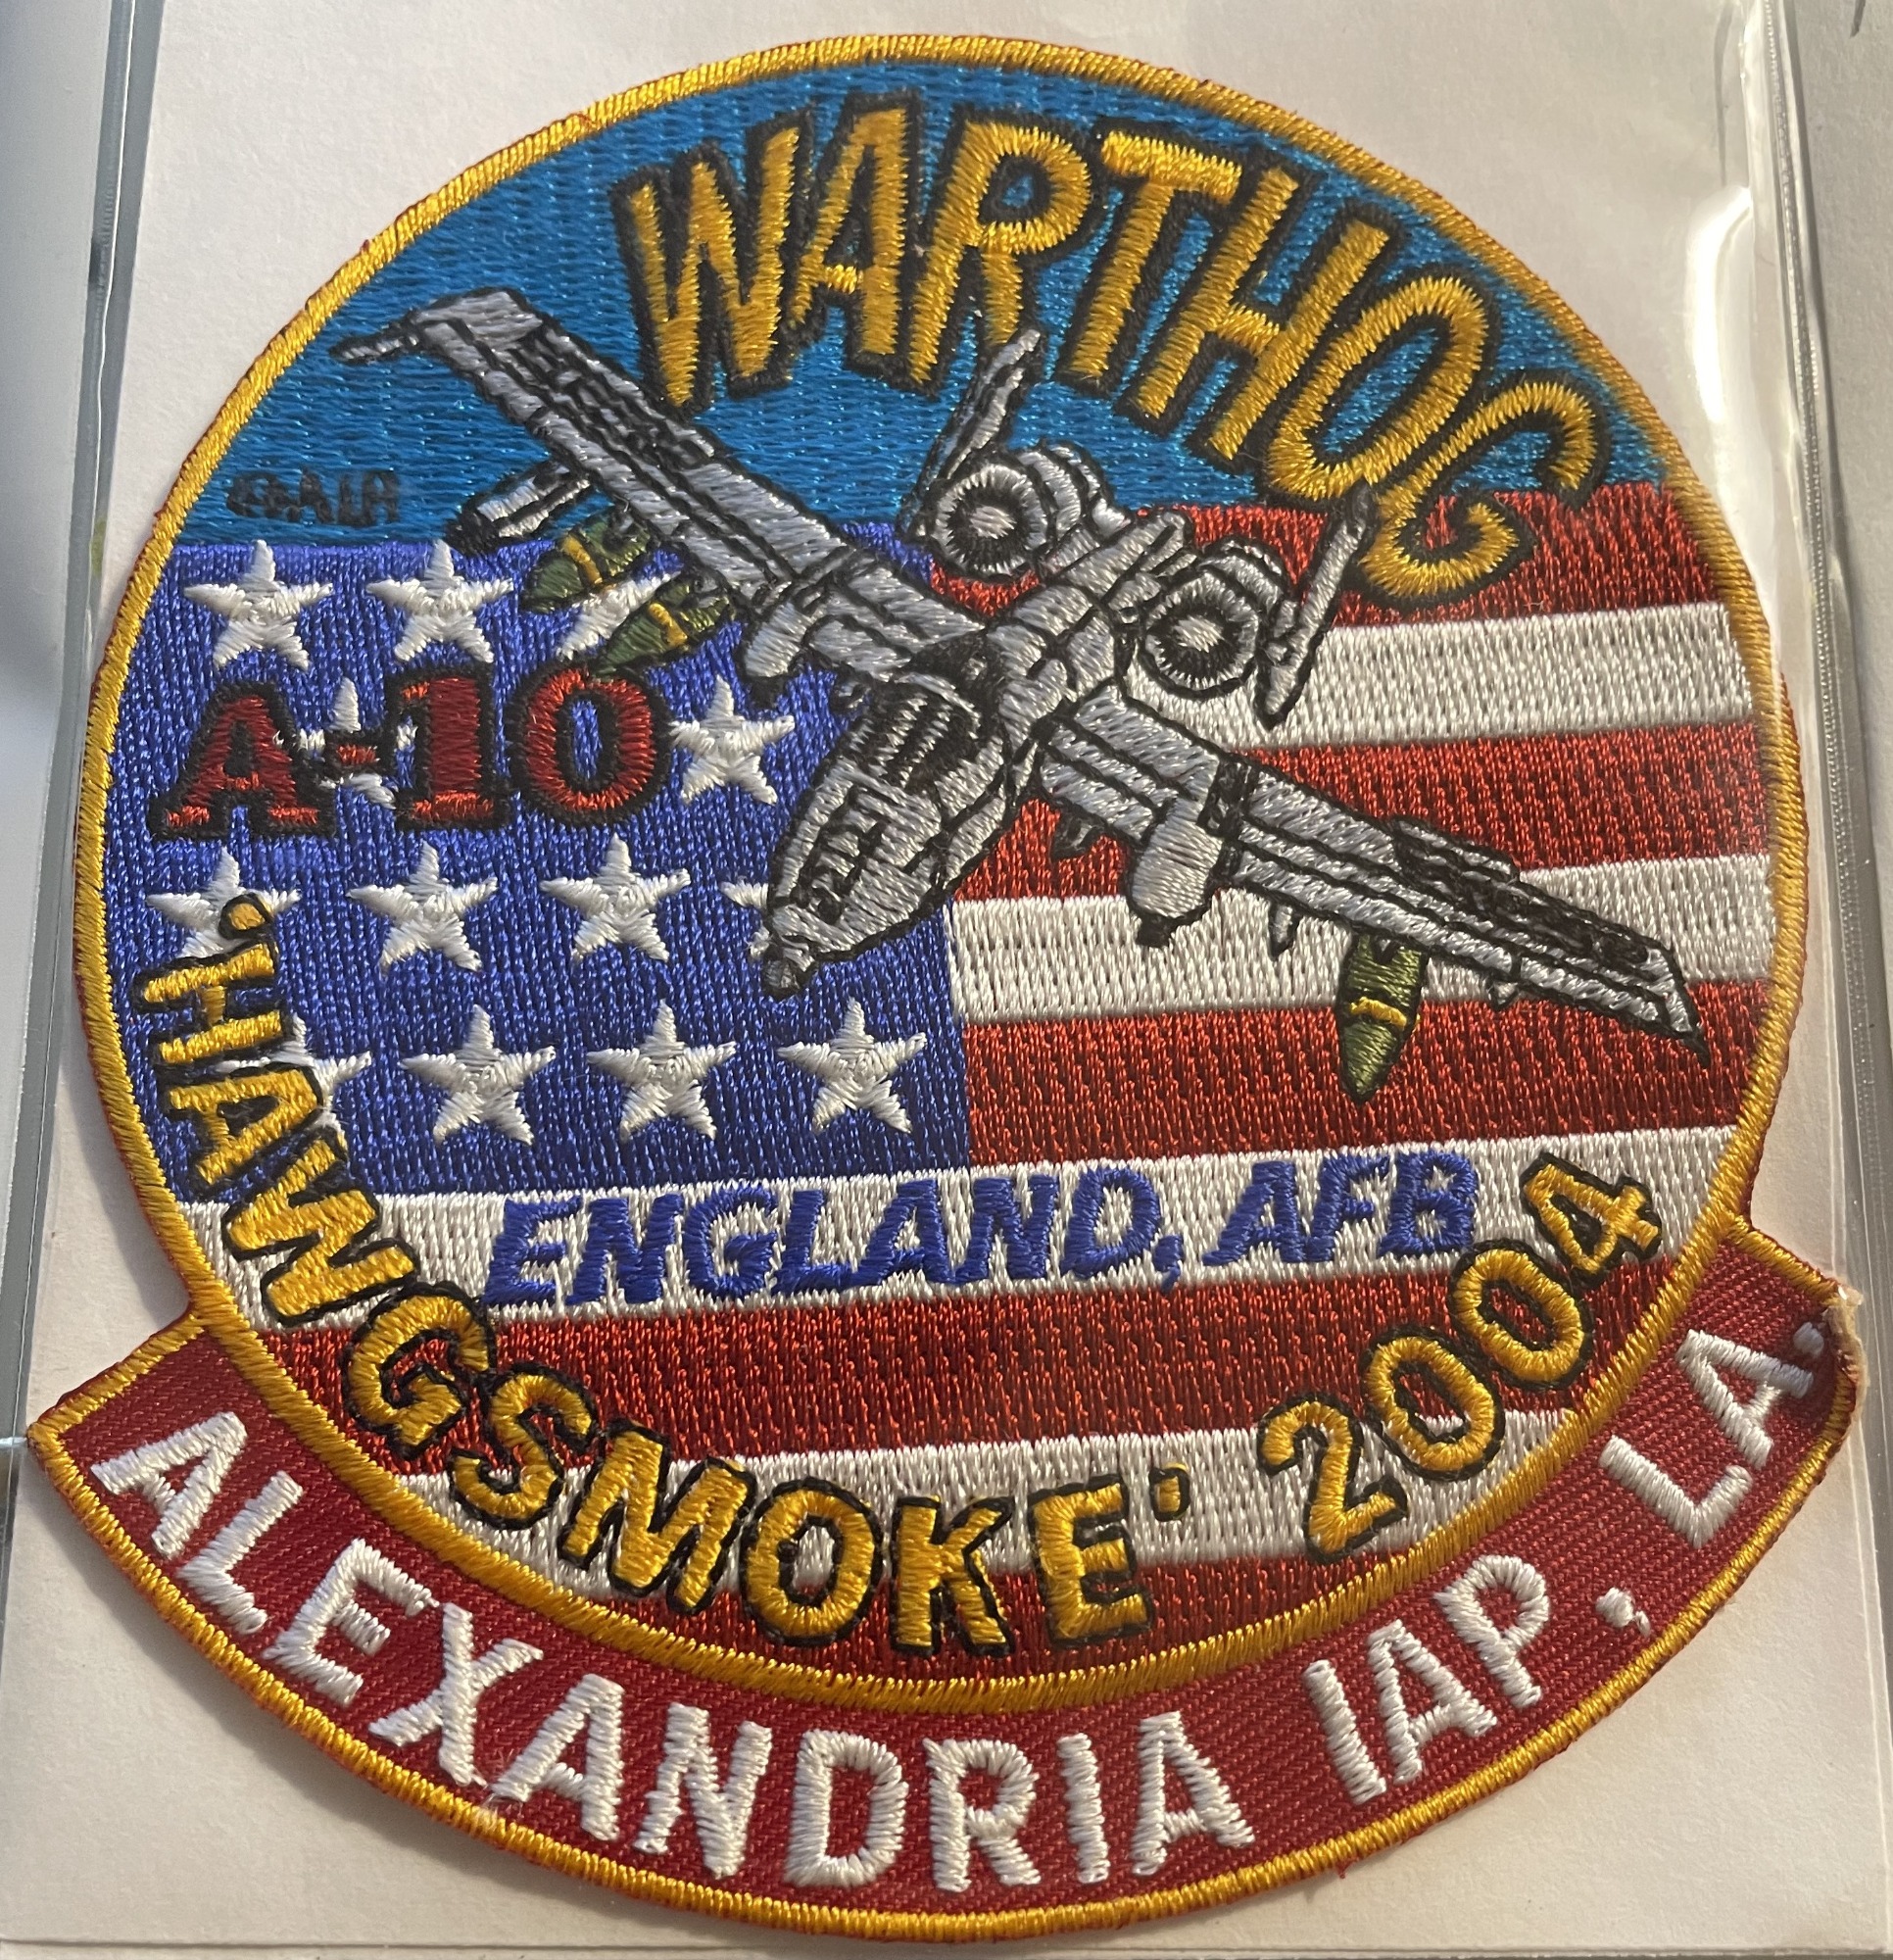 WARTHOG
A-10
ENGLAND, AFB
'HAWGSMOKE' 2004
ALEXANDRIA IAP, LA.